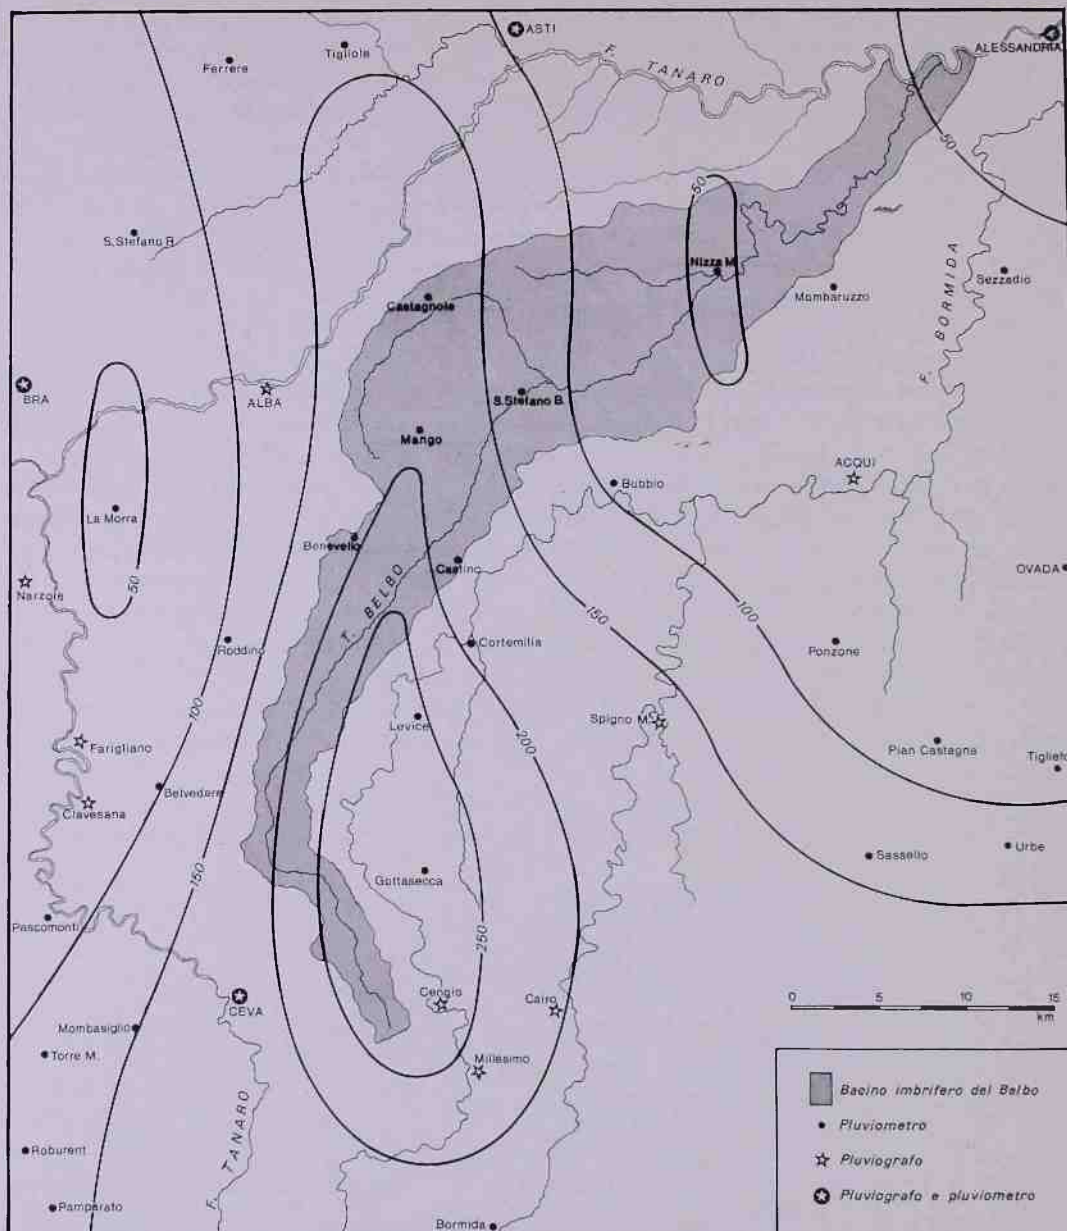 ASTI
Tigliole
Ferrere
ALESSANDRIA
F. TANARO
50
S. Stefano R.
50
Nizza M.
F. BORMIDA
Sezzadio
Mombaruzzo
Castagnole
BRA
ALBA
S. Stefano B.
Mango
ACQUI
Bubbio
La Morra
Benevello
Castino
OVADA
50
Narzole
T. BELBO
150
100
Roddino
Cortemilia
Ponzone
100
Levice
Spigno M.
200
Farigliano
Pian Castagna
Tiglieto
Belvedere
Clavesana
Urbe
150
Sassello
Gottasecca
Pascomonti
250
CEVA
Cengio
Cairo
0 5 10 15
km
Mombasiglio
Torre M.
Millesimo
Bacino imbrifero del Belbo
Pluviometro
F. TANARO
Roburent
Pluviografo
Pluviografo e pluviometro
Pamparato
Bormida